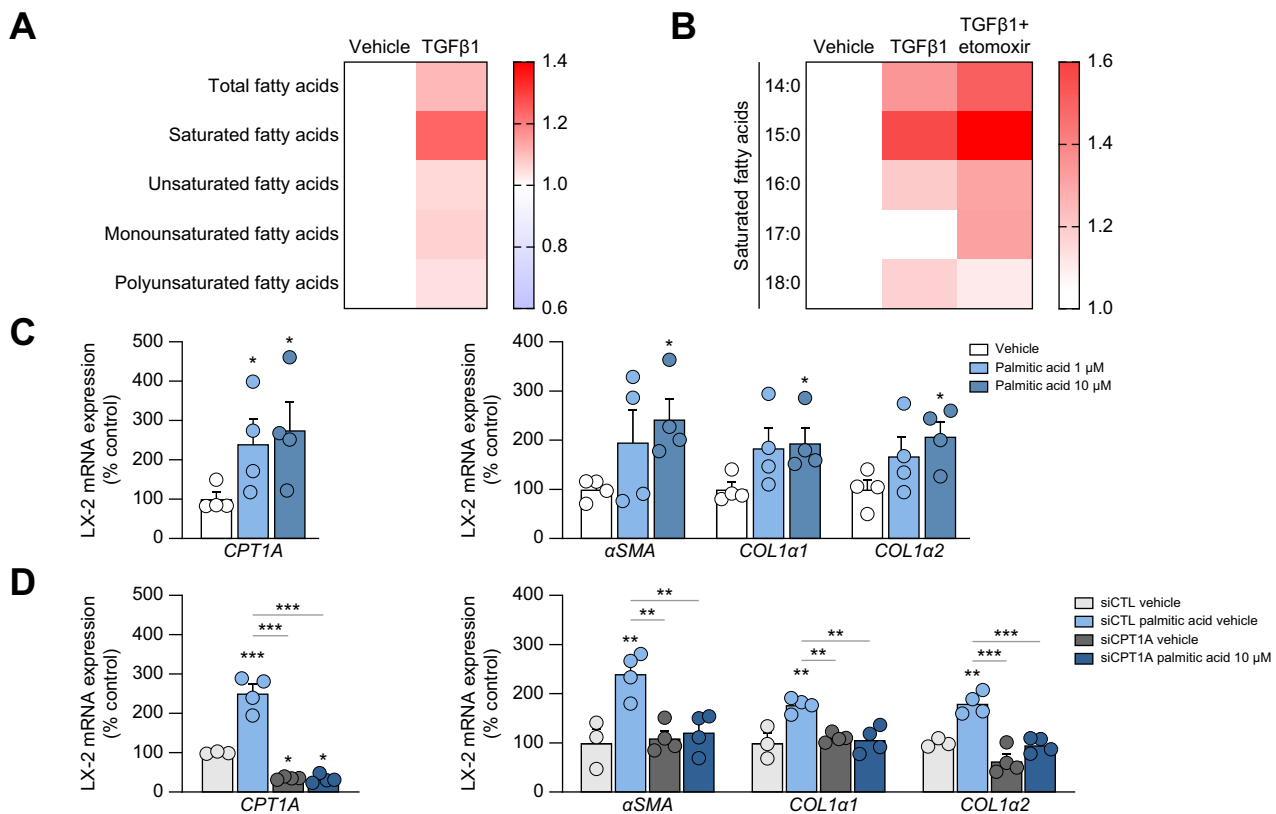 A
Vehicle TGFβ1
Total fatty acids
Saturated fatty acids
Unsaturated fatty acids
Monounsaturated fatty acids
Polyunsaturated fatty acids
1.4
1.2
1.0
0.8
0.6
B
Vehicle TGFβ1 TGFβ1+
etomoxir
Saturated fatty acids
14:0
15:0
16:0
17:0
18:0
1.6
1.4
1.2
1.0
C
LX-2 mRNA expression
(% control)
500
400
300
200
100
0
* *
CPT1A
LX-2 mRNA expression
(% control)
400
300
200
100
0
* * *
αSMA COL1α1 COL1α2
Vehicle
Palmitic acid 1 μM
Palmitic acid 10 μM
D
LX-2 mRNA expression
(% control)
500
400
300
200
100
0
***
***
***
* *
CPT1A
LX-2 mRNA expression
(% control)
400
300
200
100
0
**
**
**
**
**
**
***
***
**
αSMA COL1α1 COL1α2
siCTL vehicle
siCTL palmitic acid vehicle
siCPT1A vehicle
siCPT1A palmitic acid 10 μM